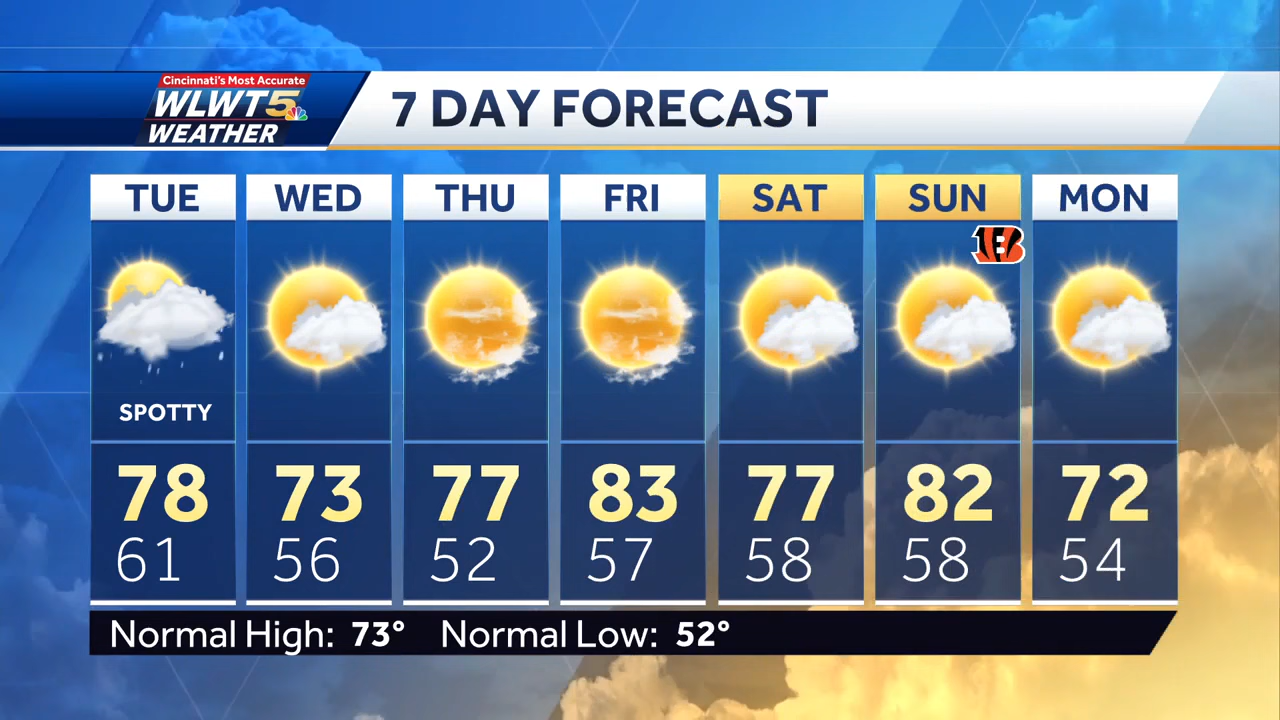 Cincinnati's Most Accurate
WLWT5
WEATHER
7 DAY FORECAST
TUE WED THU FRI SAT SUN MON
B
SPOTTY
78 73 77 83 77 82 72
61 56 52 57 58 58 54
Normal High: 73° Normal Low: 52°